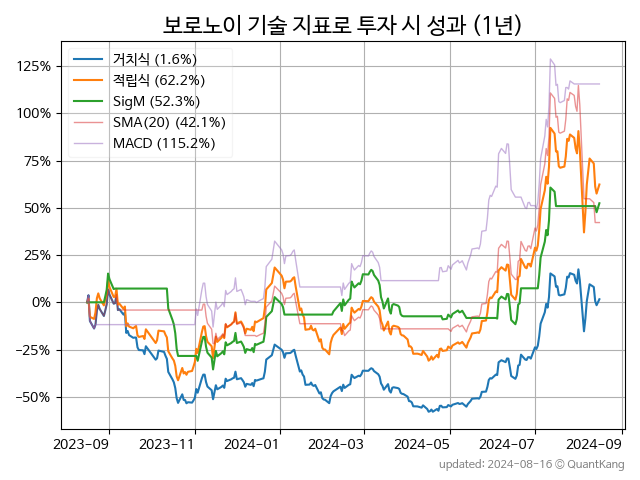 보로노이 기술 지표로 투자 시 성과 (1년)
거치식 (1.6%)
적립식 (62.2%)
SigM (52.3%)
SMA(20) (42.1%)
MACD (115.2%)
125%
100%
75%
50%
25%
0%
−25%
−50%
2023-09 2023-11 2024-01 2024-03 2024-05 2024-07 2024-09
updated: 2024-08-16 © QuantKang